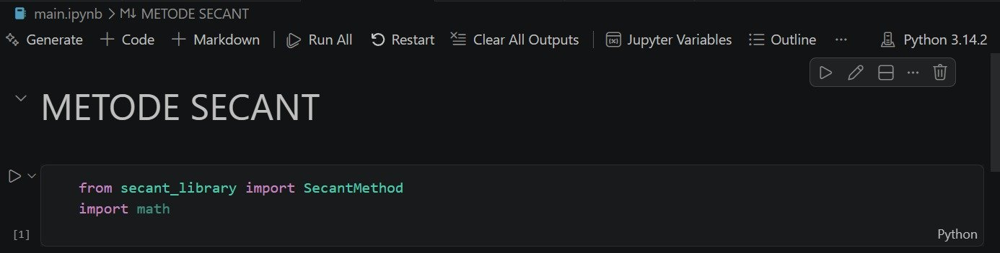 main.ipynb > M↓ METODE SECANT
Generate + Code + Markdown | Run All Restart Clear All Outputs | Jupyter Variables Outline ... Python 3.14.2
...
METODE SECANT
from secant_library import SecantMethod
import math
[1] Python